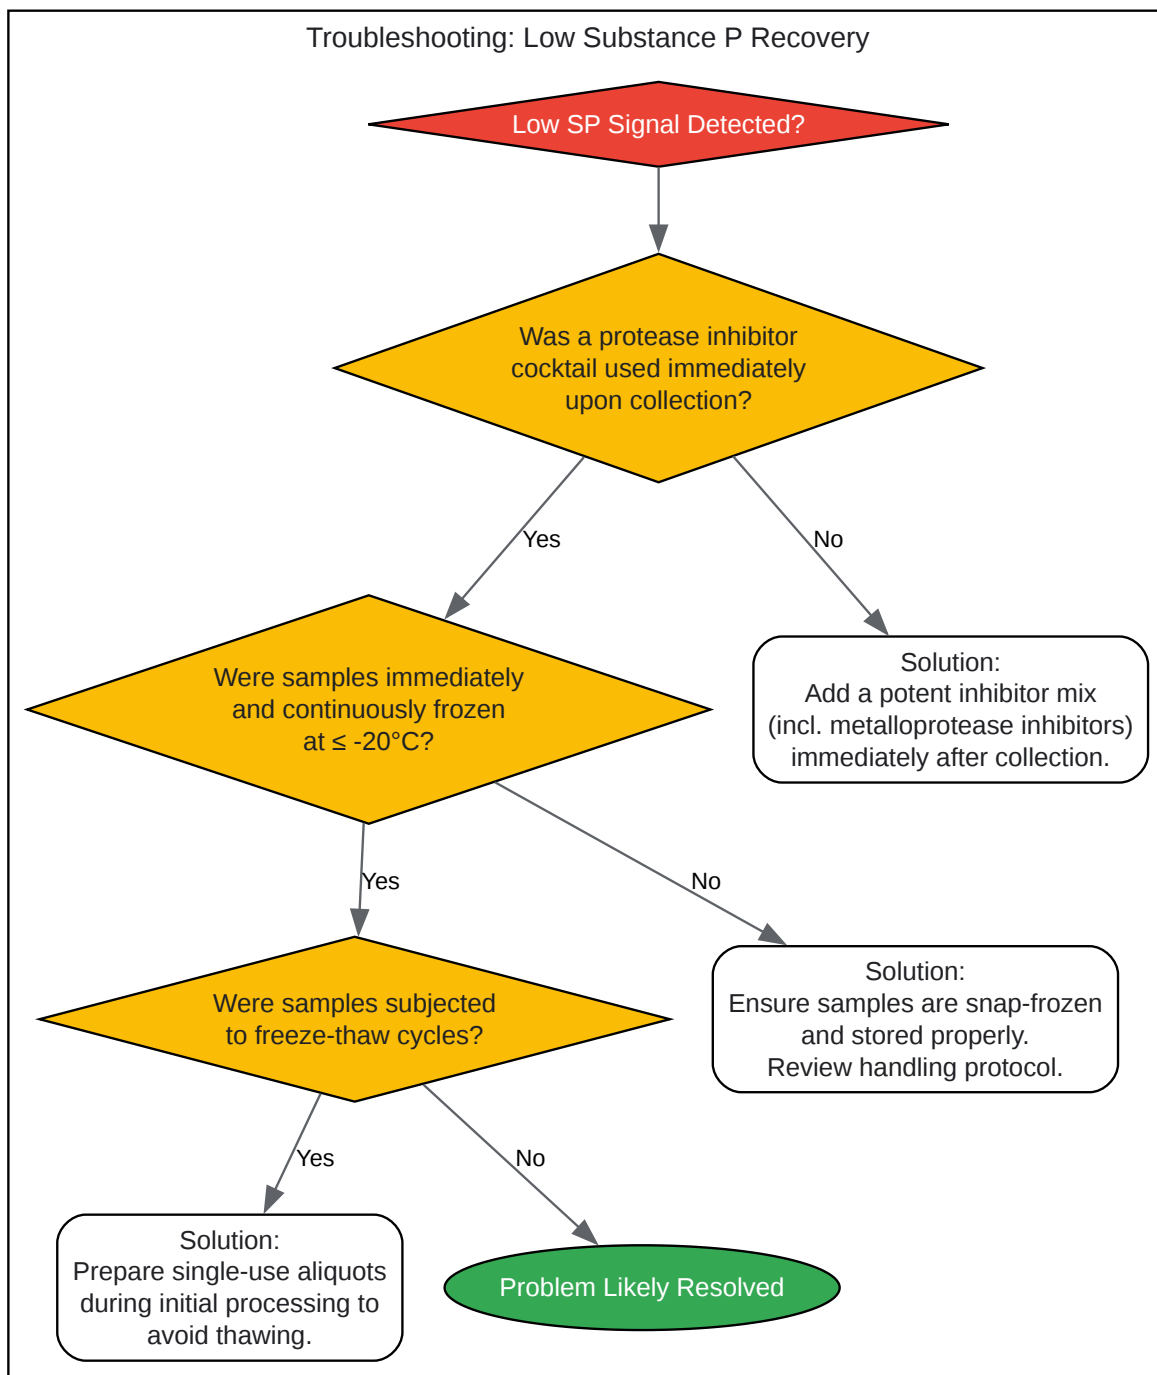 Troubleshooting: Low Substance P Recovery
Low SP Signal Detected?
Was a protease inhibitor
cocktail used immediately
upon collection?
Yes
No
Were samples immediately
and continuously frozen
at ≤ -20°C?
Solution:
Add a potent inhibitor mix
(incl. metalloprotease inhibitors)
immediately after collection.
Yes
No
Were samples subjected
to freeze-thaw cycles?
Solution:
Ensure samples are snap-frozen
and stored properly.
Review handling protocol.
Yes
No
Solution:
Prepare single-use aliquots
during initial processing to
avoid thawing.
Problem Likely Resolved